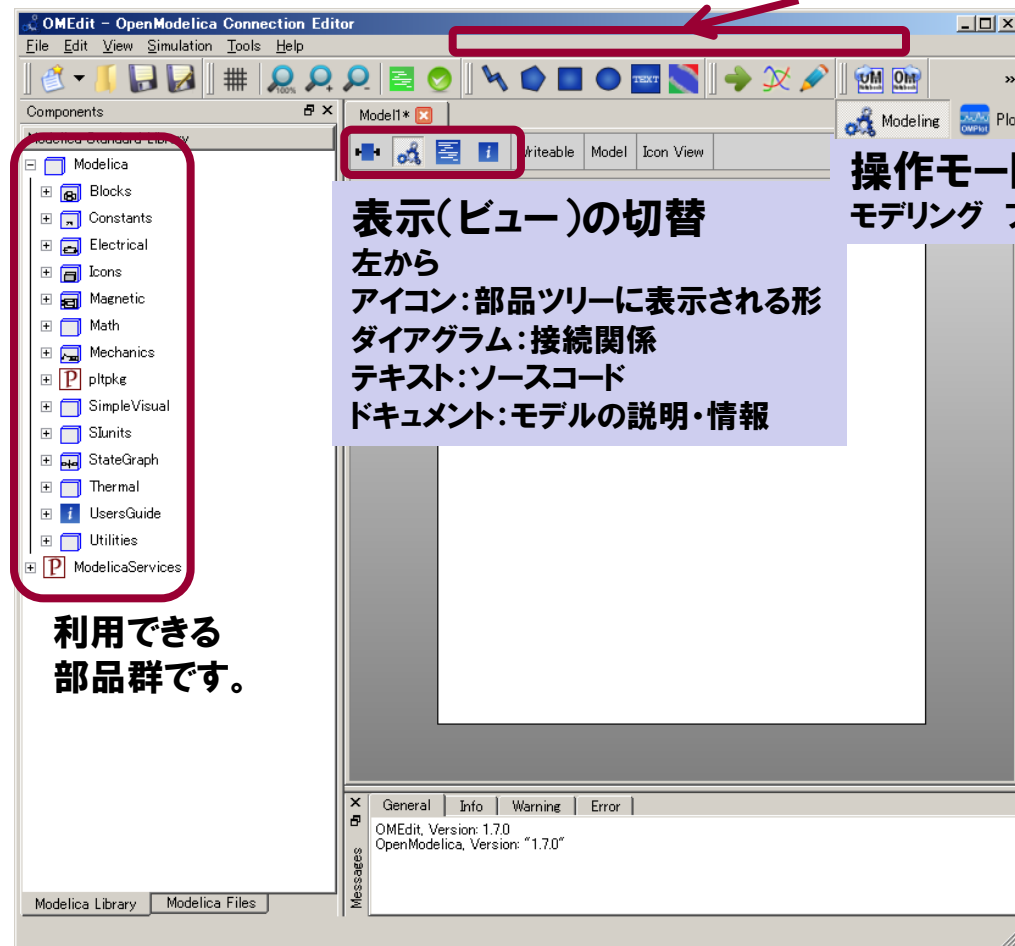 OMEdit - OpenModelica Connection Editor
File Edit View Simulation Tools Help
100%
TEXT
OM
OM
»
Components
Model1*
Modeling
OMPlot
Plo
Modelica Standard Library
Modelica
Writeable Model Icon View
Blocks
Constants
Electrical
Icons
Magnetic
Math
Mechanics
P pltpkg
SimpleVisual
SIunits
StateGraph
Thermal
i UsersGuide
Utilities
P ModelicaServices
操作モー
モデリング
表示(ビュー)の切替
左から
アイコン:部品ツリーに表示される形
ダイアグラム:接続関係
テキスト:ソースコード
ドキュメント:モデルの説明・情報
利用できる
部品群です。
General Info Warning Error
OMEdit, Version: 1.7.0
OpenModelica, Version: "1.7.0"
Messages
Modelica Library Modelica Files